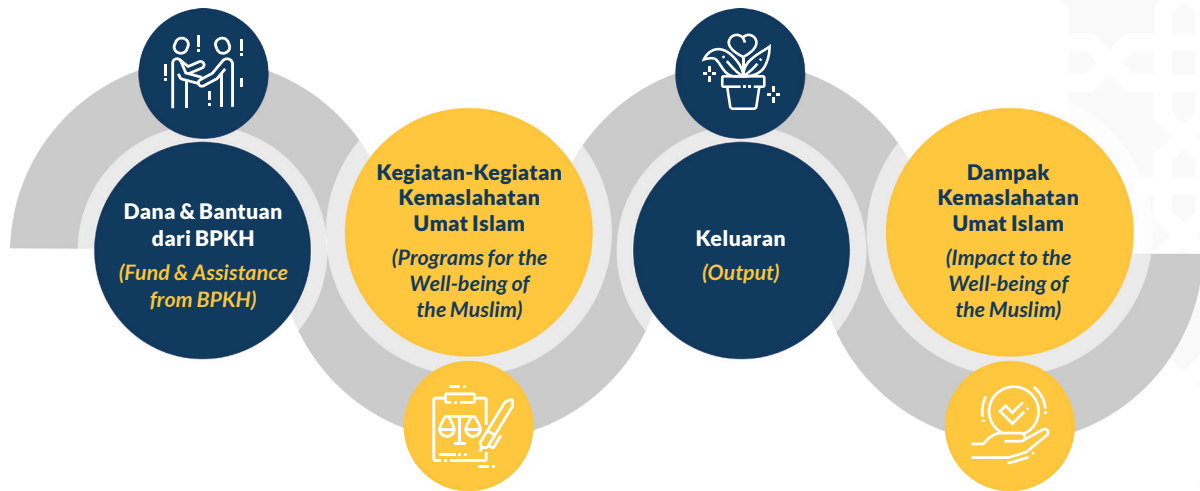 Dana & Bantuan
dari BPKH
(Fund & Assistance
from BPKH)
Kegiatan-Kegiatan
Kemaslahatan
Umat Islam
(Programs for the
Well-being of
the Muslim)
Keluaran
(Output)
Dampak
Kemaslahatan
Umat Islam
(Impact to the
Well-being of
the Muslim)